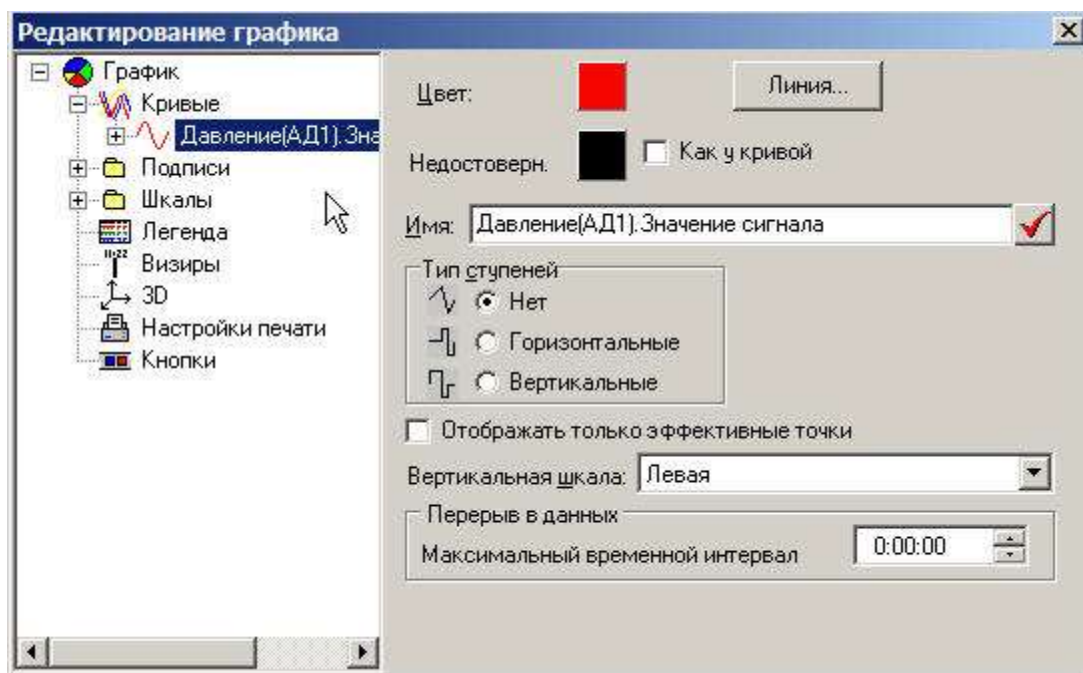 Редактирование графика
График
Кривые
Давление(АД1).Зна
Подписи
Шкалы
Легенда
Визиры
3D
Настройки печати
Кнопки
Цвет:
Линия...
Недостоверн.
Как у кривой
Имя: Давление(АД1).Значение сигнала
Тип ступеней
Нет
Горизонтальные
Вертикальные
Отображать только эффективные точки
Вертикальная шкала: Левая
Перерыв в данных
Максимальный временной интервал 0:00:00